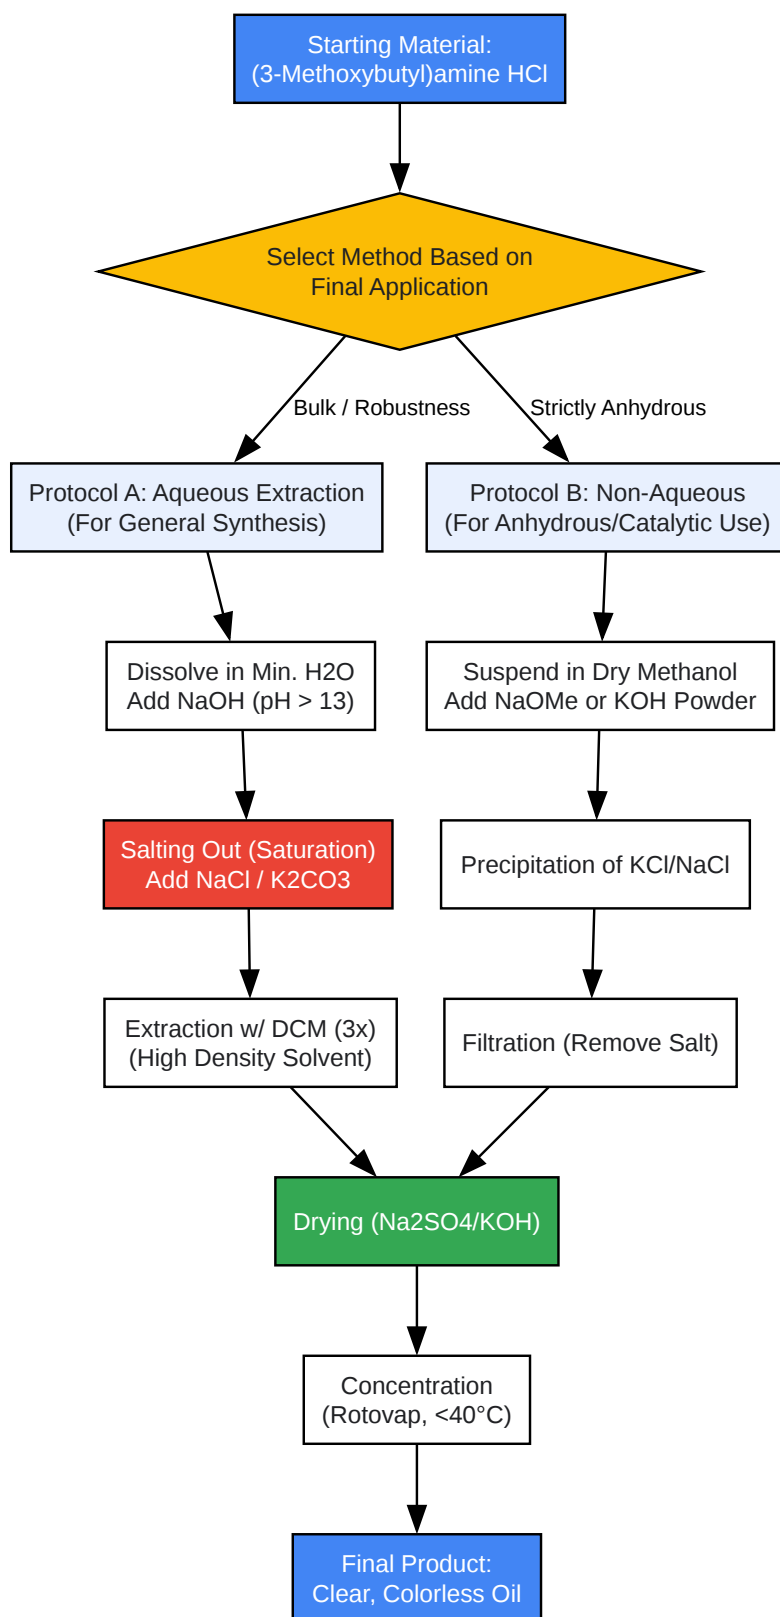 Starting Material:
(3-Methoxybutyl)amine HCl
Select Method Based on
Final Application
Bulk / Robustness
Strictly Anhydrous
Protocol A: Aqueous Extraction
(For General Synthesis)
Protocol B: Non-Aqueous
(For Anhydrous/Catalytic Use)
Dissolve in Min. H2O
Add NaOH (pH > 13)
Suspend in Dry Methanol
Add NaOMe or KOH Powder
Salting Out (Saturation)
Add NaCl / K2CO3
Precipitation of KCl/NaCl
Extraction w/ DCM (3x)
(High Density Solvent)
Filtration (Remove Salt)
Drying (Na2SO4/KOH)
Concentration
(Rotovap, <40°C)
Final Product:
Clear, Colorless Oil